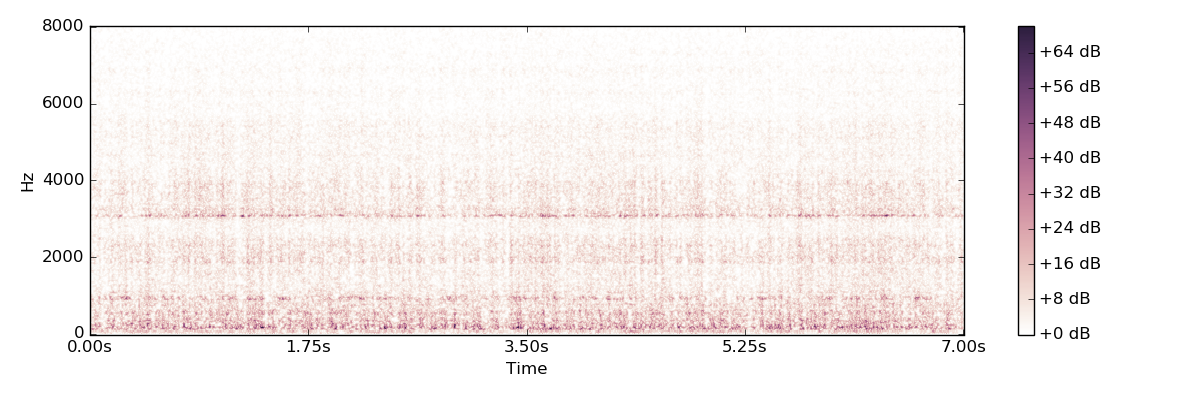 8000
6000
4000
2000
0
Hz
0.00s 1.75s 3.50s 5.25s 7.00s
Time
+64 dB
+56 dB
+48 dB
+40 dB
+32 dB
+24 dB
+16 dB
+8 dB
+0 dB